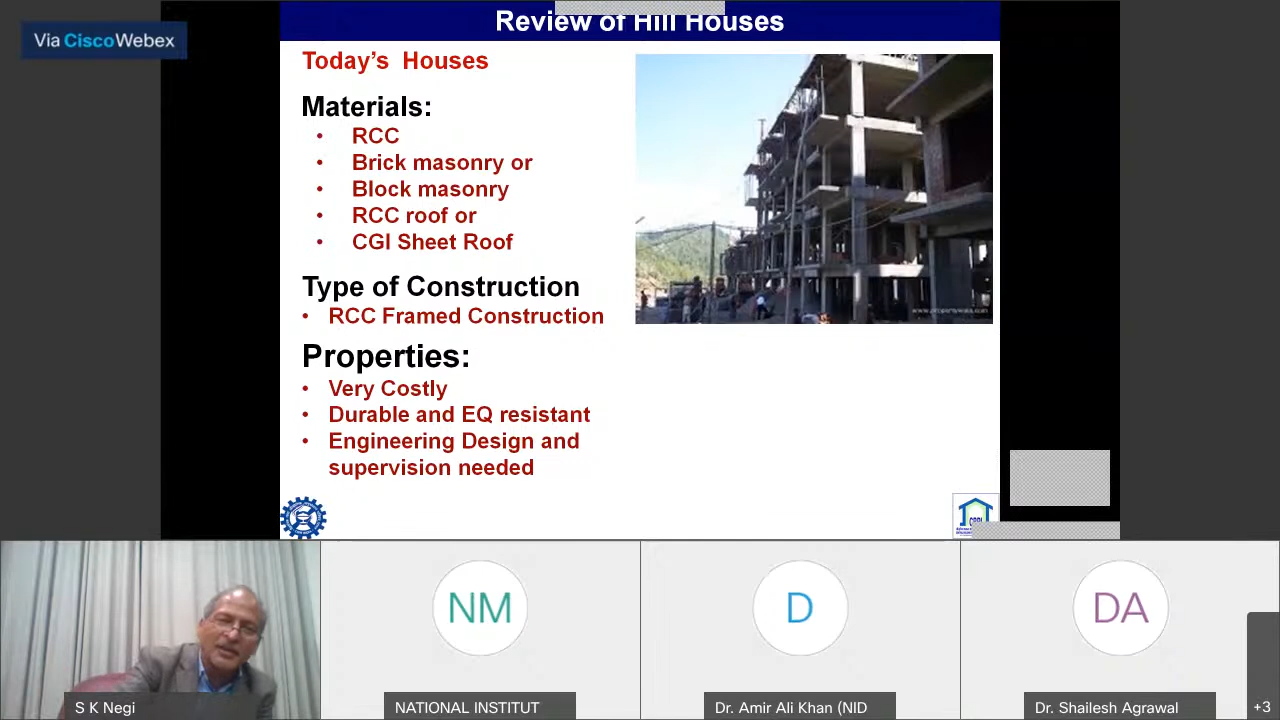 Review of Hill Houses
Via Cisco Webex
Today's Houses
Materials:
• RCC
• Brick masonry or
• Block masonry
• RCC roof or
• CGI Sheet Roof
Type of Construction
• RCC Framed Construction
Properties:
• Very Costly
• Durable and EQ resistant
• Engineering Design and
supervision needed
NM
D
DA
S K Negi
NATIONAL INSTITUT
Dr. Amir Ali Khan (NID
Dr. Shailesh Agrawal
+3